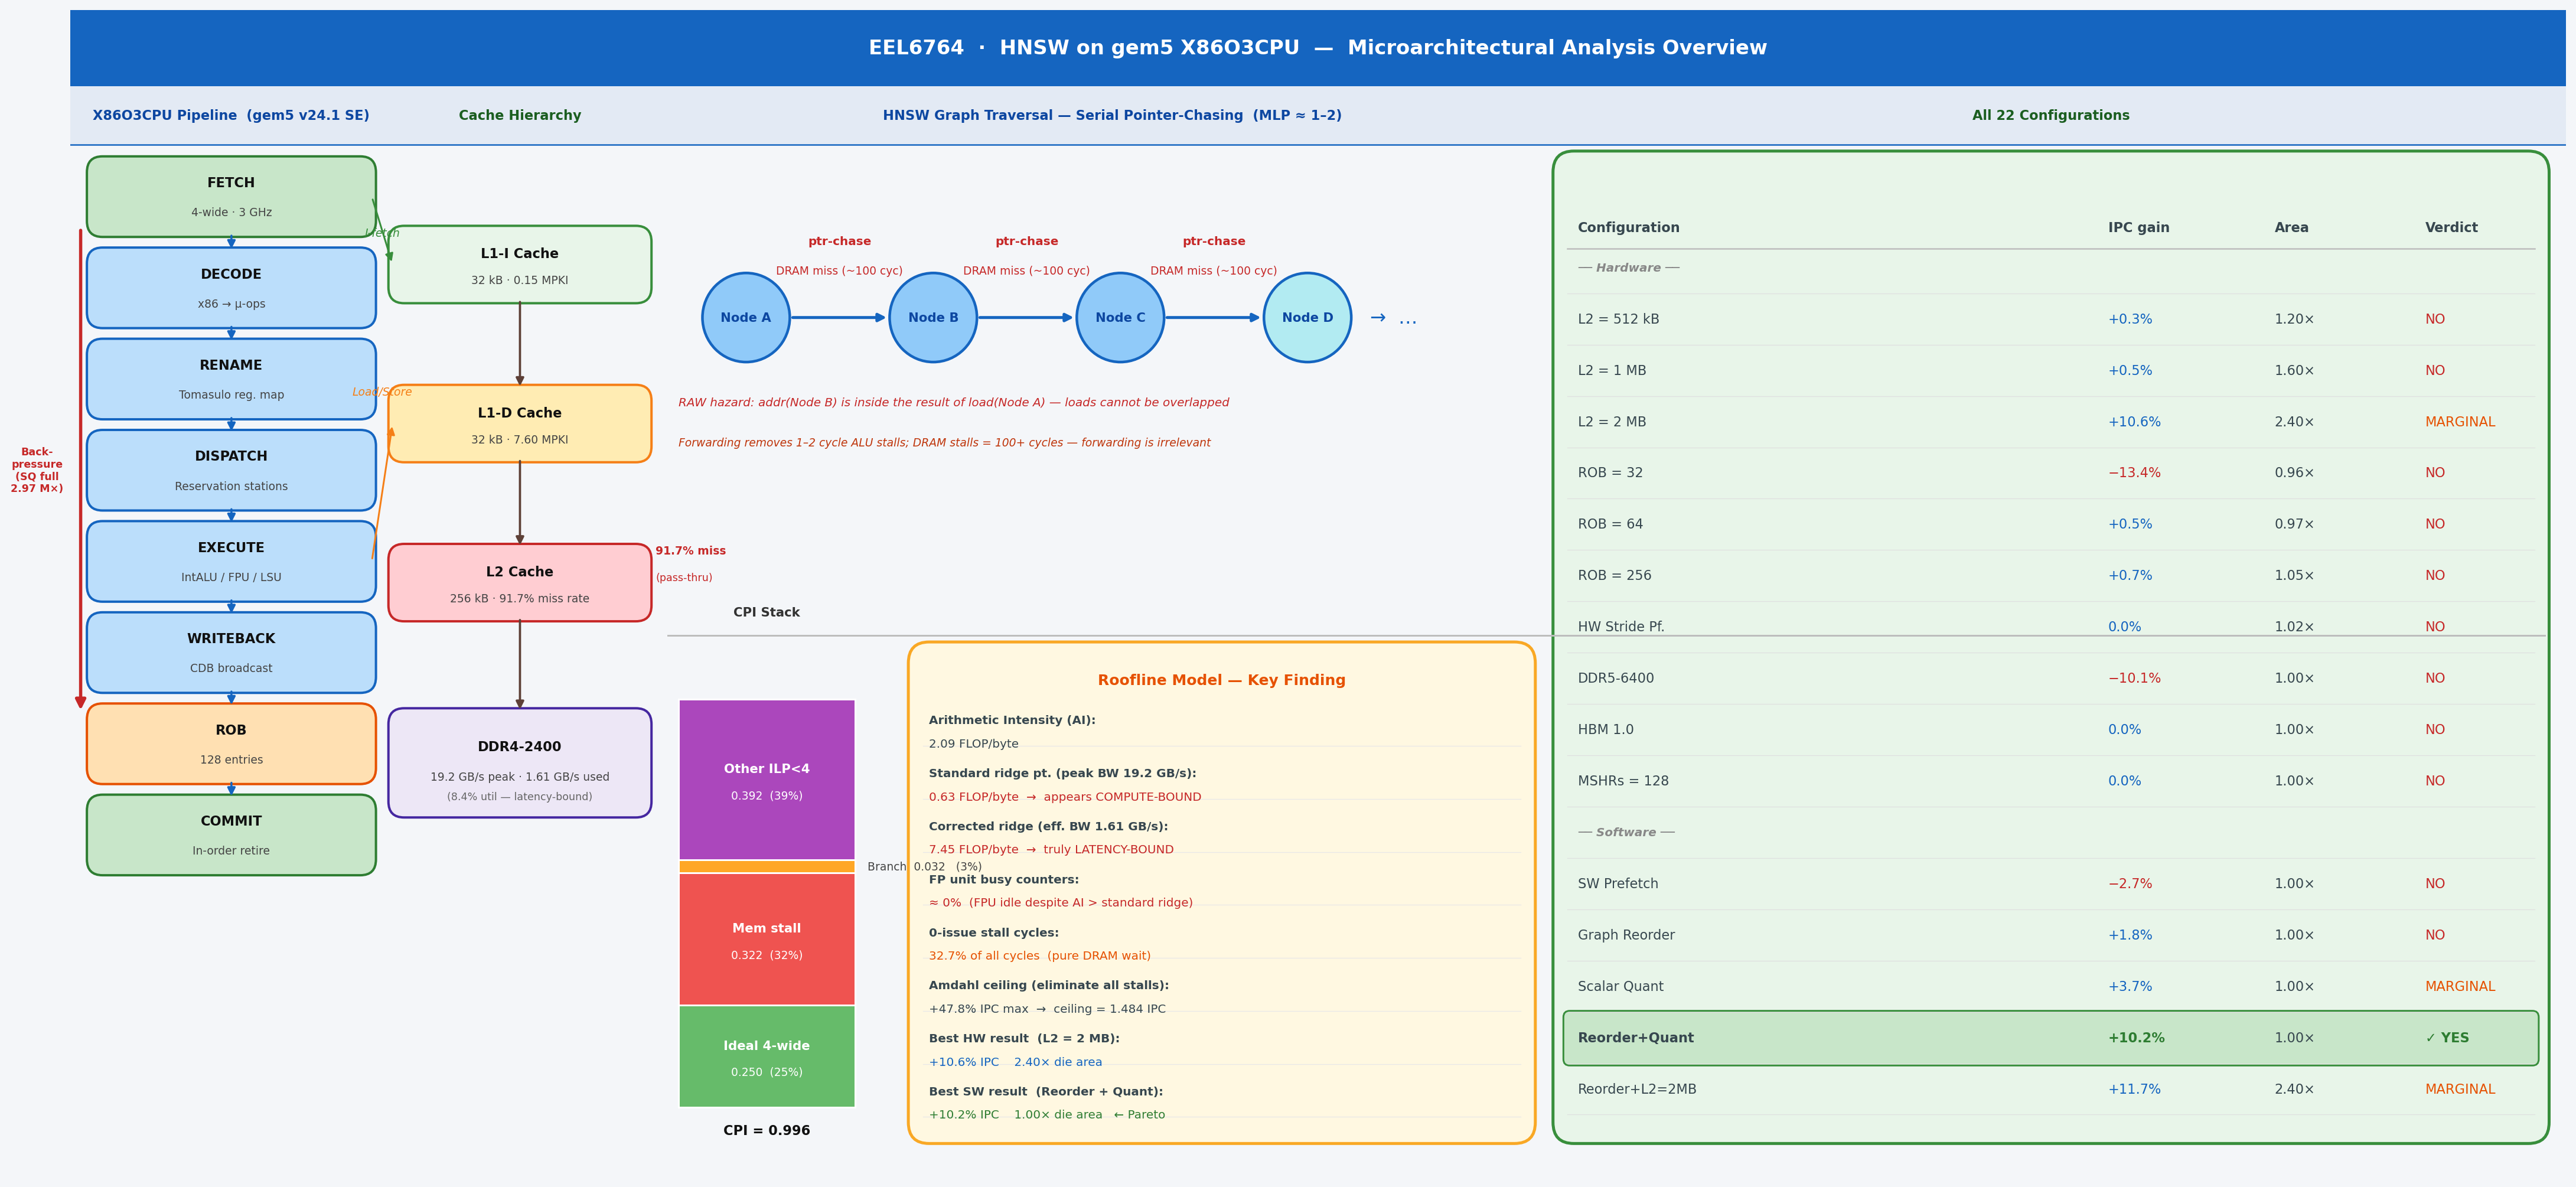 EEL6764 · HNSW on gem5 X86O3CPU — Microarchitectural Analysis Overview
X86O3CPU Pipeline (gem5 v24.1 SE)
Cache Hierarchy
HNSW Graph Traversal — Serial Pointer-Chasing (MLP ≈ 1–2)
All 22 Configurations
Back-
pressure
(SQ full
2.97 M×)
FETCH
4-wide · 3 GHz
DECODE
x86 → μ-ops
RENAME
Tomasulo reg. map
DISPATCH
Reservation stations
EXECUTE
IntALU / FPU / LSU
WRITEBACK
CDB broadcast
ROB
128 entries
COMMIT
In-order retire
I-fetch
Load/Store
L1-I Cache
32 kB · 0.15 MPKI
L1-D Cache
32 kB · 7.60 MPKI
L2 Cache
256 kB · 91.7% miss rate
91.7% miss
(pass-thru)
DDR4-2400
19.2 GB/s peak · 1.61 GB/s used
(8.4% util — latency-bound)
ptr-chase
DRAM miss (~100 cyc)
ptr-chase
DRAM miss (~100 cyc)
ptr-chase
DRAM miss (~100 cyc)
Node A
Node B
Node C
Node D
→ ...
RAW hazard: addr(Node B) is inside the result of load(Node A) — loads cannot be overlapped
Forwarding removes 1–2 cycle ALU stalls; DRAM stalls = 100+ cycles — forwarding is irrelevant
CPI Stack
Other ILP<4
0.392 (39%)
Branch 0.032 (3%)
Mem stall
0.322 (32%)
Ideal 4-wide
0.250 (25%)
CPI = 0.996
Roofline Model — Key Finding
Arithmetic Intensity (AI):
2.09 FLOP/byte
Standard ridge pt. (peak BW 19.2 GB/s):
0.63 FLOP/byte → appears COMPUTE-BOUND
Corrected ridge (eff. BW 1.61 GB/s):
7.45 FLOP/byte → truly LATENCY-BOUND
FP unit busy counters:
≈ 0% (FPU idle despite AI > standard ridge)
0-issue stall cycles:
32.7% of all cycles (pure DRAM wait)
Amdahl ceiling (eliminate all stalls):
+47.8% IPC max → ceiling = 1.484 IPC
Best HW result (L2 = 2 MB):
+10.6% IPC 2.40× die area
Best SW result (Reorder + Quant):
+10.2% IPC 1.00× die area ← Pareto
Configuration IPC gain Area Verdict
— Hardware —
L2 = 512 kB +0.3% 1.20× NO
L2 = 1 MB +0.5% 1.60× NO
L2 = 2 MB +10.6% 2.40× MARGINAL
ROB = 32 −13.4% 0.96× NO
ROB = 64 +0.5% 0.97× NO
ROB = 256 +0.7% 1.05× NO
HW Stride Pf. 0.0% 1.02× NO
DDR5-6400 −10.1% 1.00× NO
HBM 1.0 0.0% 1.00× NO
MSHRs = 128 0.0% 1.00× NO
— Software —
SW Prefetch −2.7% 1.00× NO
Graph Reorder +1.8% 1.00× NO
Scalar Quant +3.7% 1.00× MARGINAL
Reorder+Quant +10.2% 1.00× ✓ YES
Reorder+L2=2MB +11.7% 2.40× MARGINAL